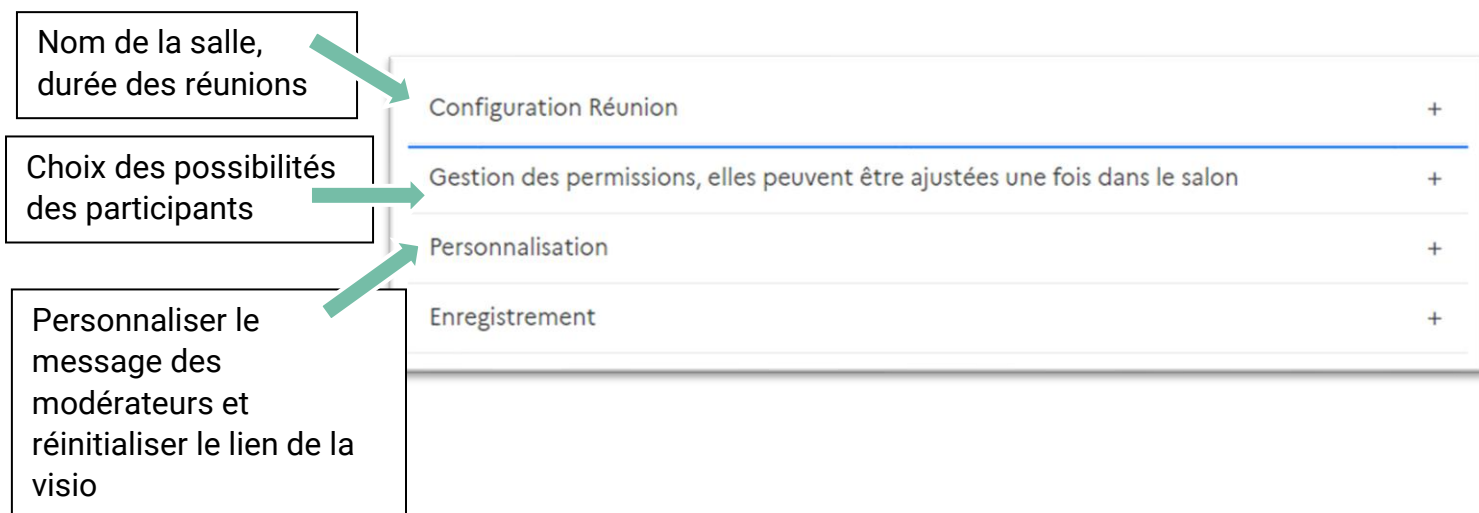 Nom de la salle,
durée des réunions
Configuration Réunion +
Choix des possibilités
des participants
Gestion des permissions, elles peuvent être ajustées une fois dans le salon +
Personnalisation +
Personnaliser le
message des
modérateurs et
réinitialiser le lien de la
visio
Enregistrement +